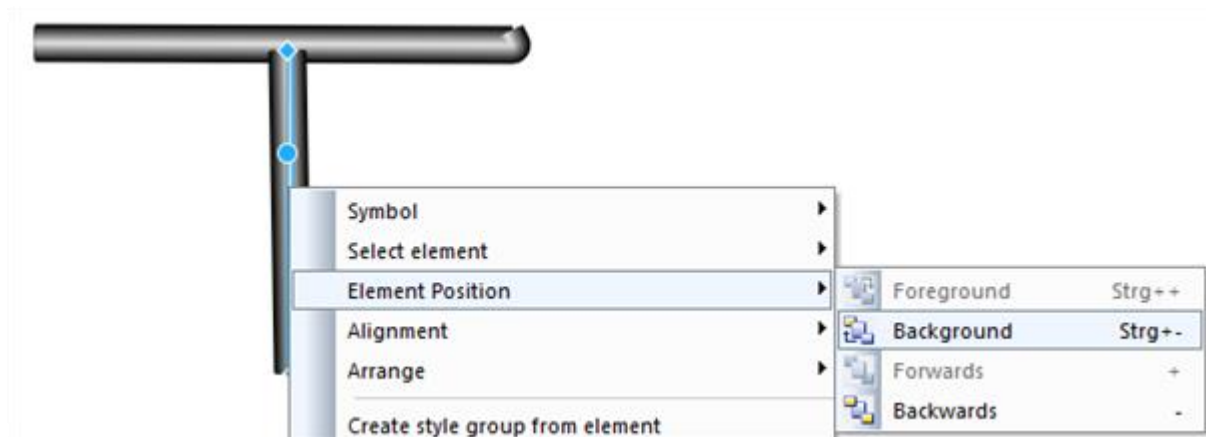 Symbol
Select element
Element Position
Foreground Strg++
Alignment
Background Strg+-
Arrange
Forwards +
Create style group from element
Backwards -